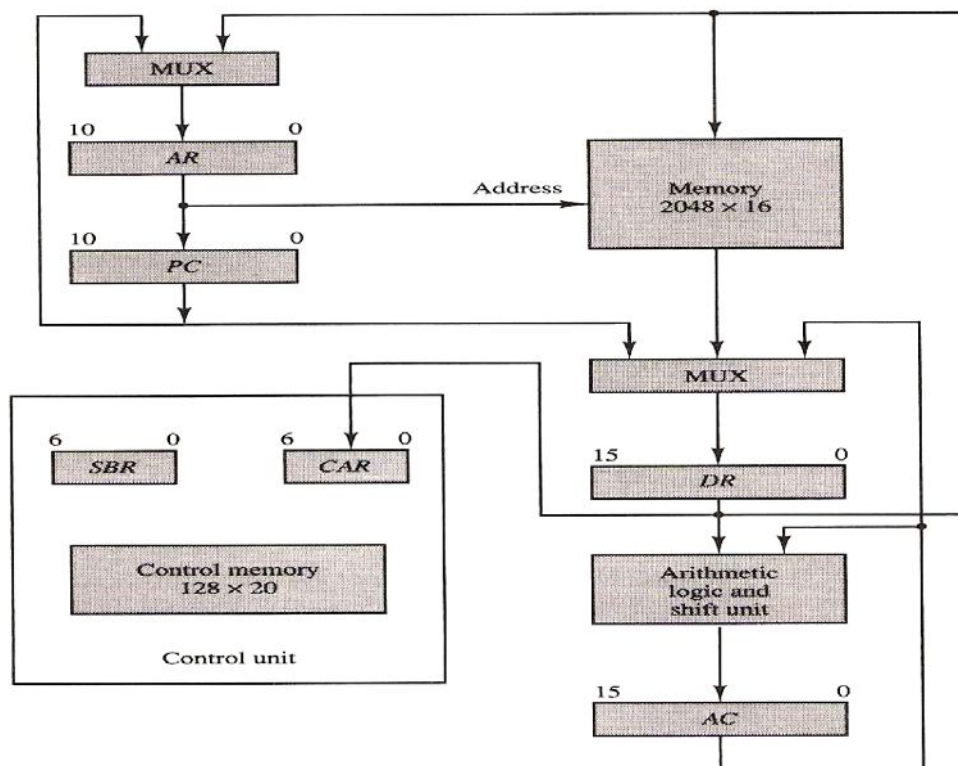 MUX
10 0
AR
Address
Memory
2048 × 16
10 0
PC
MUX
6 0
SBR
6 0
CAR
15 0
DR
Control memory
128 × 20
Arithmetic
logic and
shift unit
Control unit
15 0
AC